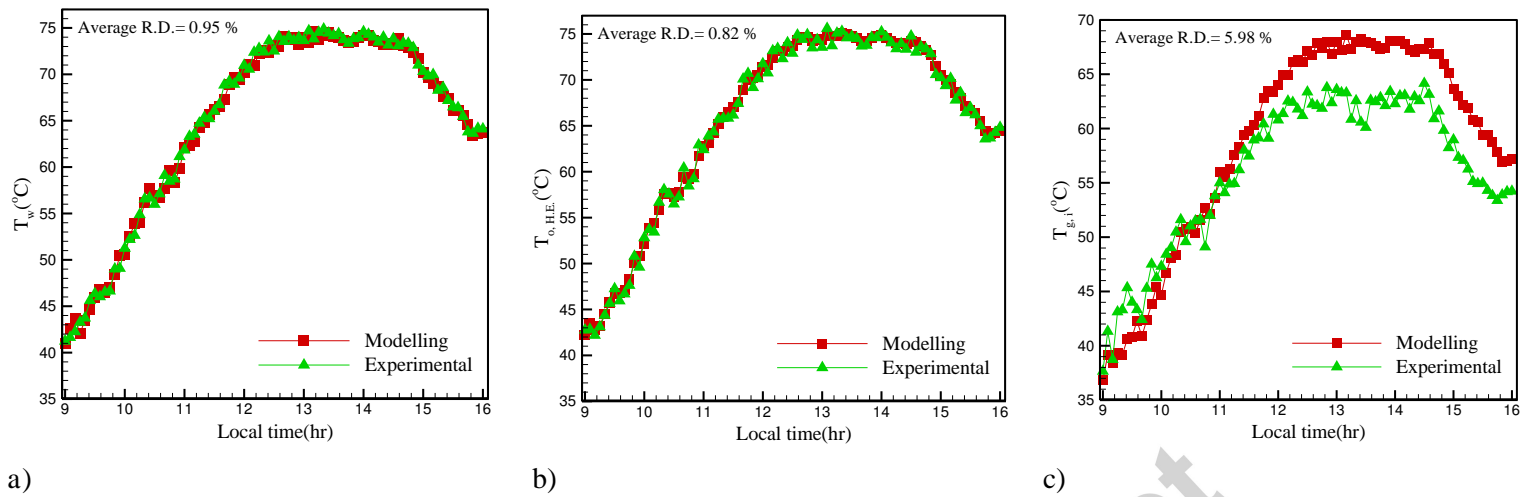 Average R.D.= 0.95 %
75
70
65
60
55
50
45
40
35
T_w(°C)
9
10
11
12
13
14
15
16
Local time(hr)
Modelling
Experimental
a)
Average R.D.= 0.82 %
75
70
65
60
55
50
45
40
35
T_o, H.E.(°C)
9
10
11
12
13
14
15
16
Local time(hr)
Modelling
Experimental
b)
Average R.D.= 5.98 %
70
65
60
55
50
45
40
35
T_g, i(°C)
9
10
11
12
13
14
15
16
Local time(hr)
Modelling
Experimental
c)